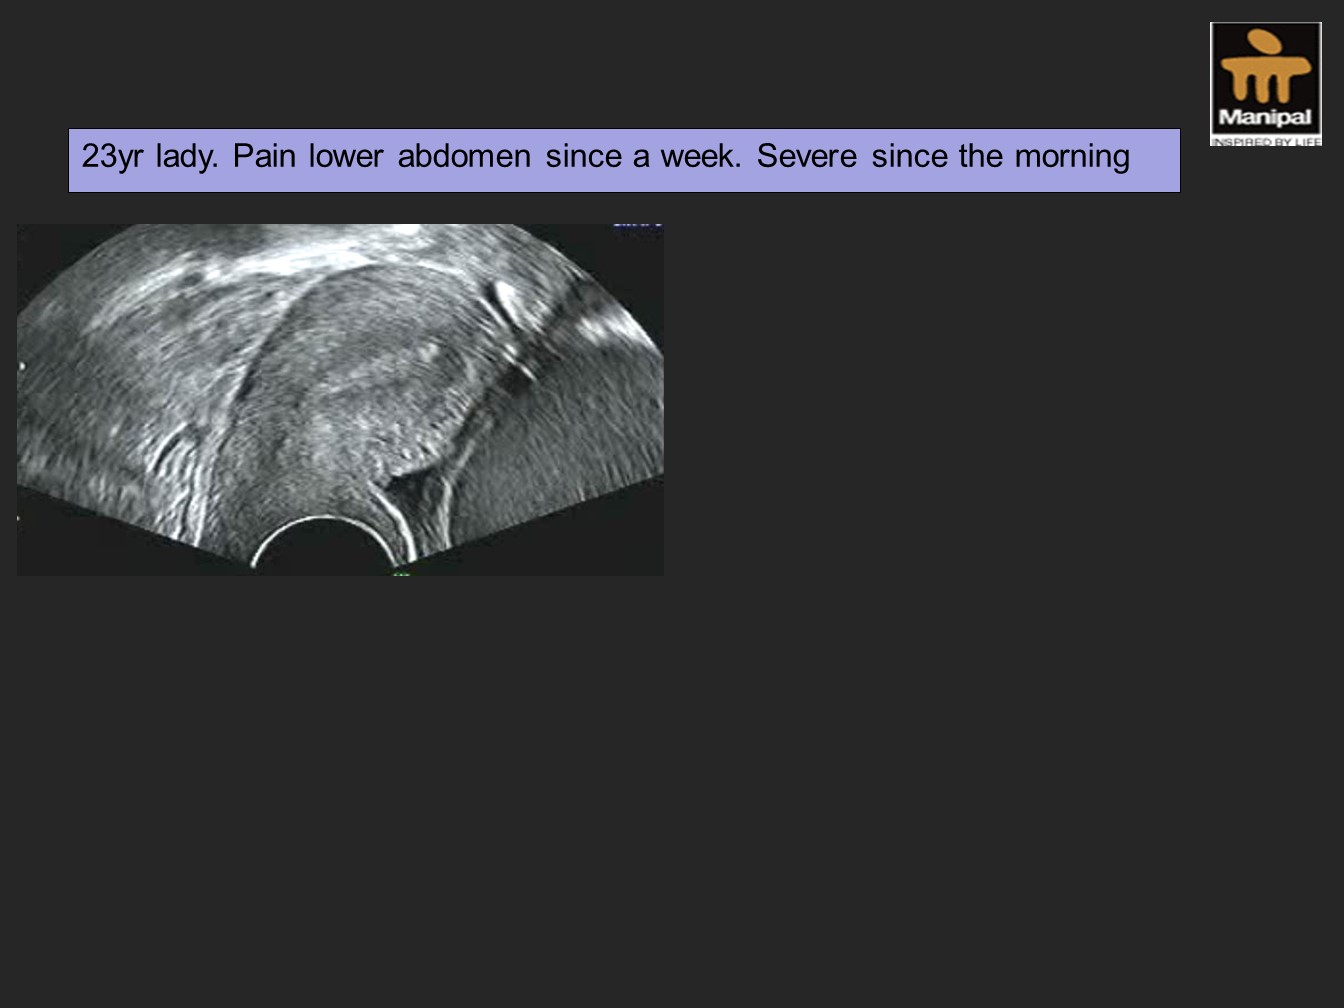 Manipal
INSPIRED BY LIFE
23yr lady. Pain lower abdomen since a week. Severe since the morning